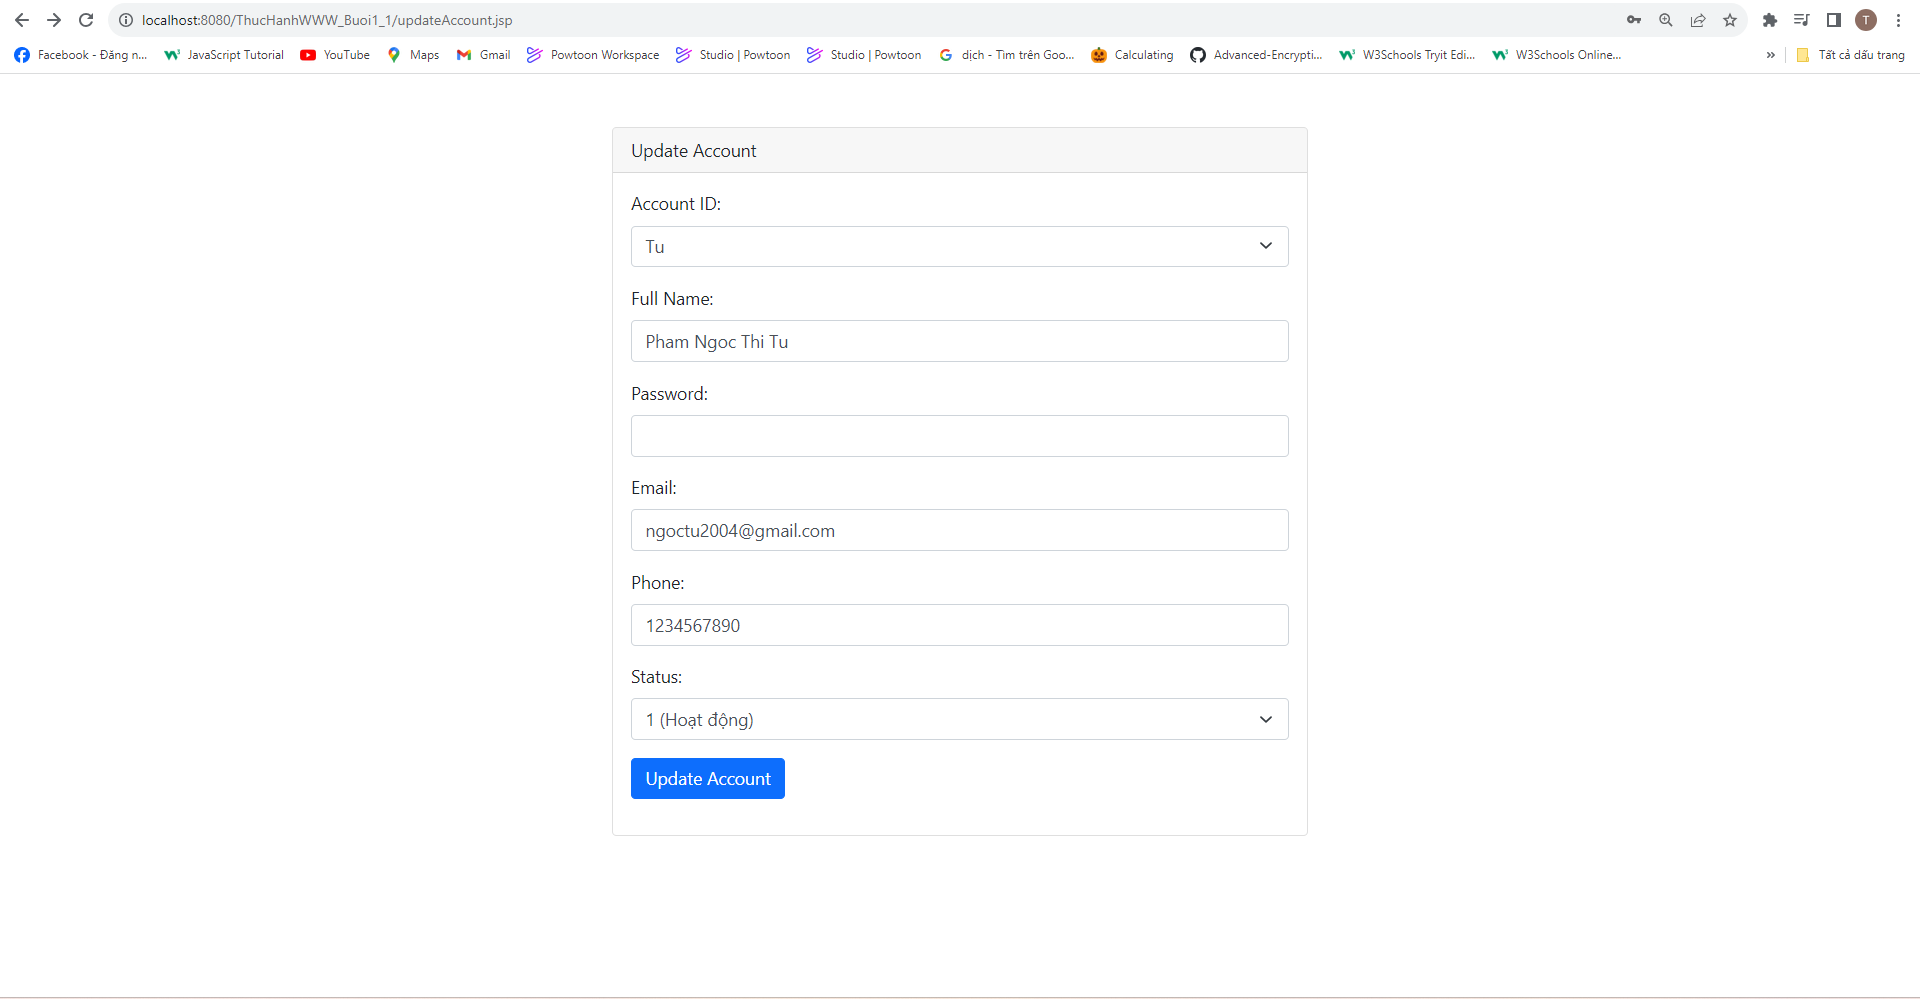 localhost:8080/ThucHanhWWW_Buoi1_1/updateAccount.jsp
T
Facebook - Đăng n... JavaScript Tutorial YouTube Maps Gmail Powtoon Workspace Studio | Powtoon Studio | Powtoon dịch - Tìm trên Goo... Calculating Advanced-Encrypti... W3Schools Tryit Edi... W3Schools Online... » Tất cả dấu trang
Update Account
Account ID:
Tu
Full Name:
Pham Ngoc Thi Tu
Password:
Email:
ngoctu2004@gmail.com
Phone:
1234567890
Status:
1 (Hoạt động)
Update Account